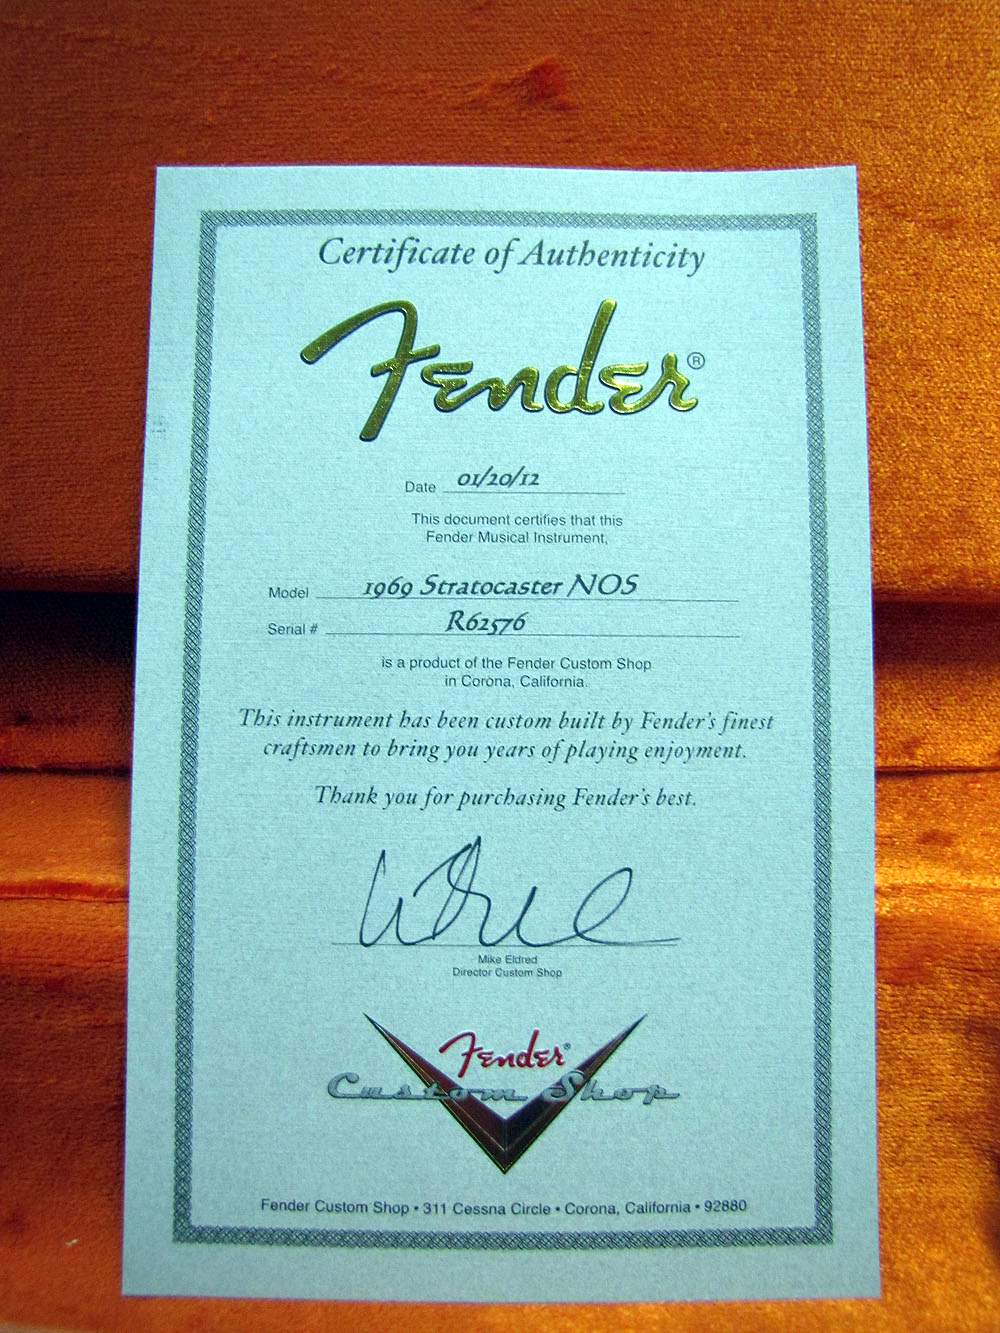 Certificate of Authenticity
Fender®
Date 01/20/12
This document certifies that this
Fender Musical Instrument,
Model 1969 Stratocaster NOS
Serial # R62576
is a product of the Fender Custom Shop
in Corona, California.
This instrument has been custom built by Fender's finest
craftsmen to bring you years of playing enjoyment.
Thank you for purchasing Fender's best.
Mike Eldred
Director Custom Shop
Fender®
Custom Shop
Fender Custom Shop • 311 Cessna Circle • Corona, California • 92880